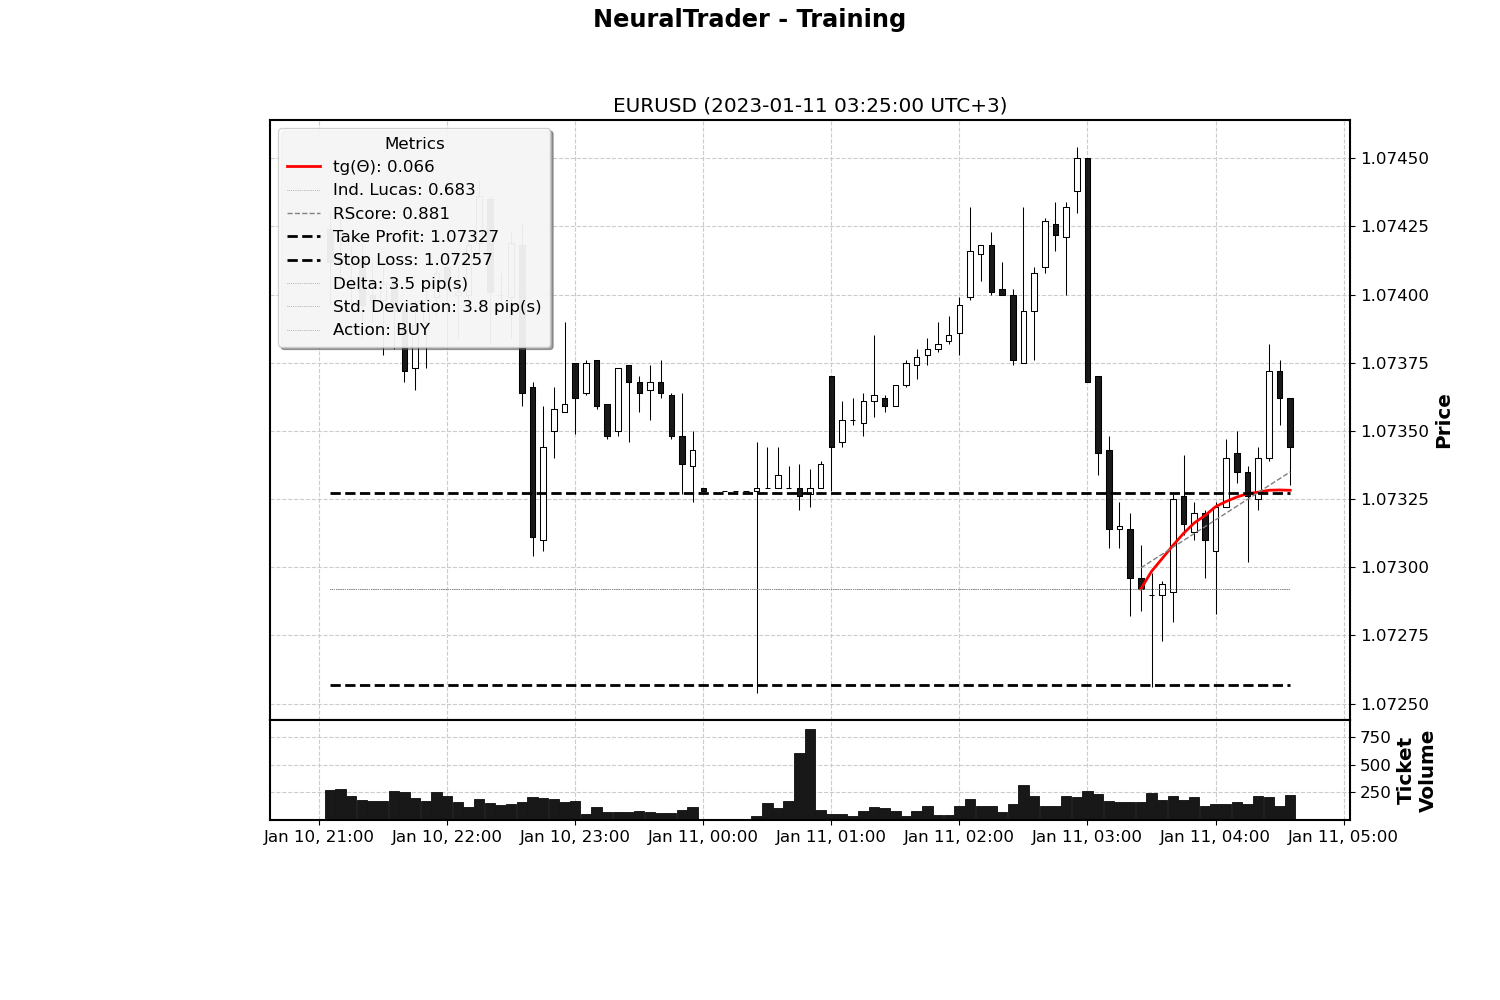 NeuralTrader - Training
EURUSD (2023-01-11 03:25:00 UTC+3)
Metrics
tg(Θ): 0.066
Ind. Lucas: 0.683
RScore: 0.881
Take Profit: 1.07327
Stop Loss: 1.07257
Delta: 3.5 pip(s)
Std. Deviation: 3.8 pip(s)
Action: BUY
1.07450
1.07425
1.07400
1.07375
1.07350
1.07325
1.07300
1.07275
1.07250
Price
750
500
250
Ticket
Volume
Jan 10, 21:00 Jan 10, 22:00 Jan 10, 23:00 Jan 11, 00:00 Jan 11, 01:00 Jan 11, 02:00 Jan 11, 03:00 Jan 11, 04:00 Jan 11, 05:00